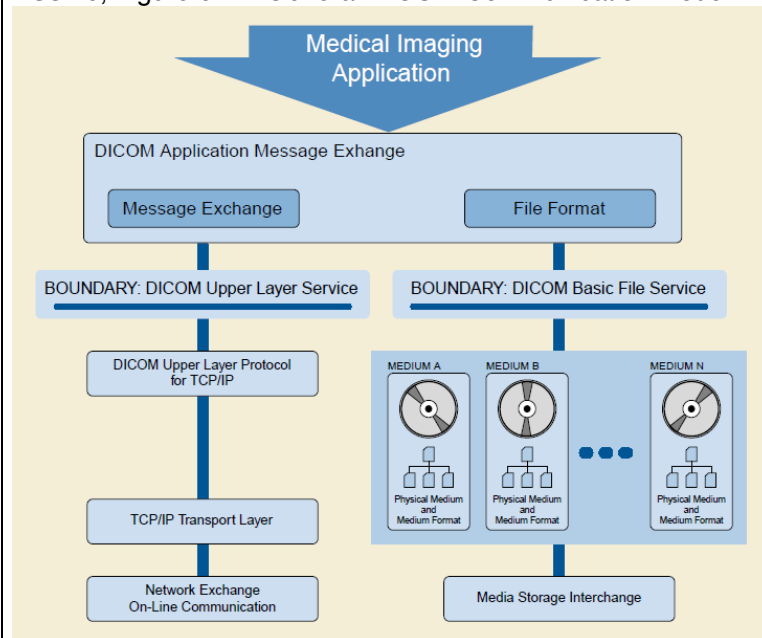 Medical Imaging
Application
DICOM Application Message Exhange
Message Exchange
File Format
BOUNDARY: DICOM Upper Layer Service
BOUNDARY: DICOM Basic File Service
DICOM Upper Layer Protocol
for TCP/IP
MEDIUM A
MEDIUM B
MEDIUM N
Physical Medium
and
Medium Format
Physical Medium
and
Medium Format
Physical Medium
and
Medium Format
TCP/IP Transport Layer
Network Exchange
On-Line Communication
Media Storage Interchange